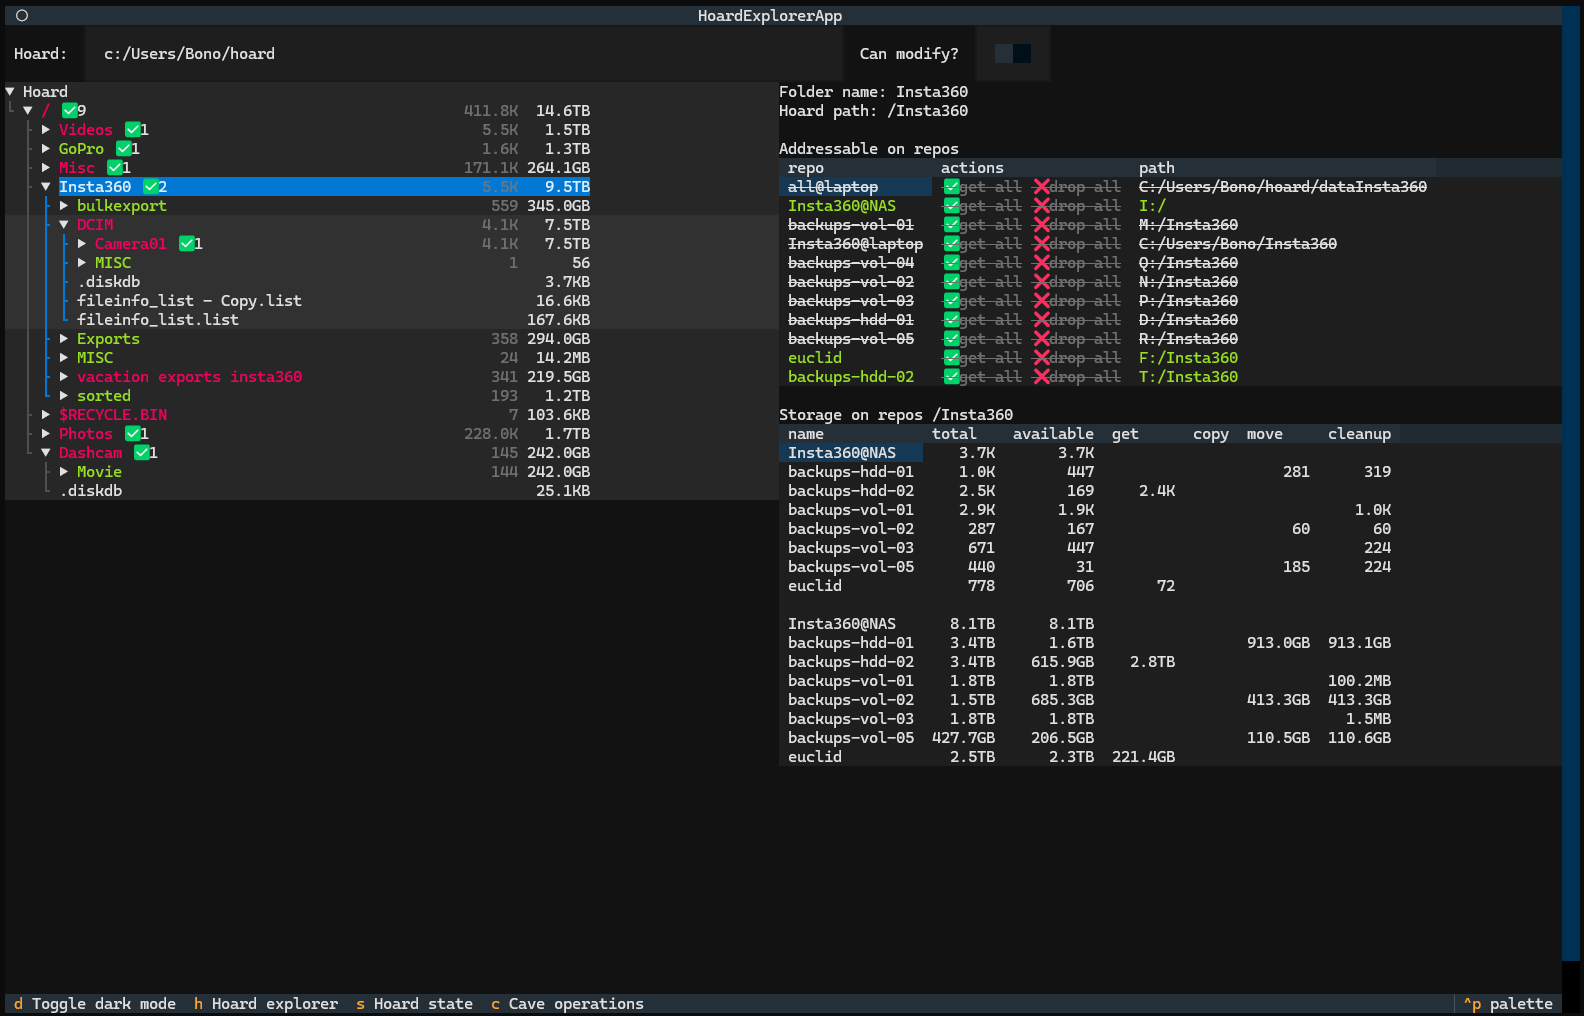 HoardExplorerApp
Hoard: c:/Users/Bono/hoard Can modify?
▼ Hoard
▼ / ✅9 411.8K 14.6TB
▶ Videos ✅1 5.5K 1.5TB
▶ GoPro ✅1 1.6K 1.3TB
▶ Misc ✅1 171.1K 264.1GB
▼ Insta360 ✅2 5.5K 9.5TB
▶ bulkexport 559 345.0GB
▼ DCIM 4.1K 7.5TB
▶ Camera01 ✅1 4.1K 7.5TB
▶ MISC 1 56
.diskdb 3.7KB
fileinfo_list - Copy.list 16.6KB
fileinfo_list.list 167.6KB
▶ Exports 358 294.0GB
▶ MISC 24 14.2MB
▶ vacation exports insta360 341 219.5GB
▶ sorted 193 1.2TB
▶ $RECYCLE.BIN 7 103.6KB
▶ Photos ✅1 228.0K 1.7TB
▼ Dashcam ✅1 145 242.0GB
▶ Movie 144 242.0GB
.diskdb 25.1KB
Folder name: Insta360
Hoard path: /Insta360
Addressable on repos
repo actions path
all@laptop ✅get all ❌drop all C:/Users/Bono/hoard/dataInsta360
Insta360@NAS ✅get all ❌drop all I:/
backups-vol-01 ✅get all ❌drop all M:/Insta360
Insta360@laptop ✅get all ❌drop all C:/Users/Bono/Insta360
backups-vol-04 ✅get all ❌drop all Q:/Insta360
backups-vol-02 ✅get all ❌drop all N:/Insta360
backups-vol-03 ✅get all ❌drop all P:/Insta360
backups-hdd-01 ✅get all ❌drop all D:/Insta360
backups-vol-05 ✅get all ❌drop all R:/Insta360
euclid ✅get all ❌drop all F:/Insta360
backups-hdd-02 ✅get all ❌drop all T:/Insta360
Storage on repos /Insta360
name total available get copy move cleanup
Insta360@NAS 3.7K 3.7K
backups-hdd-01 1.0K 447 281 319
backups-hdd-02 2.5K 169 2.4K
backups-vol-01 2.9K 1.9K 1.0K
backups-vol-02 287 167 60 60
backups-vol-03 671 447 224
backups-vol-05 440 31 185 224
euclid 778 706 72
Insta360@NAS 8.1TB 8.1TB
backups-hdd-01 3.4TB 1.6TB 913.0GB 913.1GB
backups-hdd-02 3.4TB 615.9GB 2.8TB
backups-vol-01 1.8TB 1.8TB 100.2MB
backups-vol-02 1.5TB 685.3GB 413.3GB 413.3GB
backups-vol-03 1.8TB 1.8TB 1.5MB
backups-vol-05 427.7GB 206.5GB 110.5GB 110.6GB
euclid 2.5TB 2.3TB 221.4GB
d Toggle dark mode h Hoard explorer s Hoard state c Cave operations ^p palette